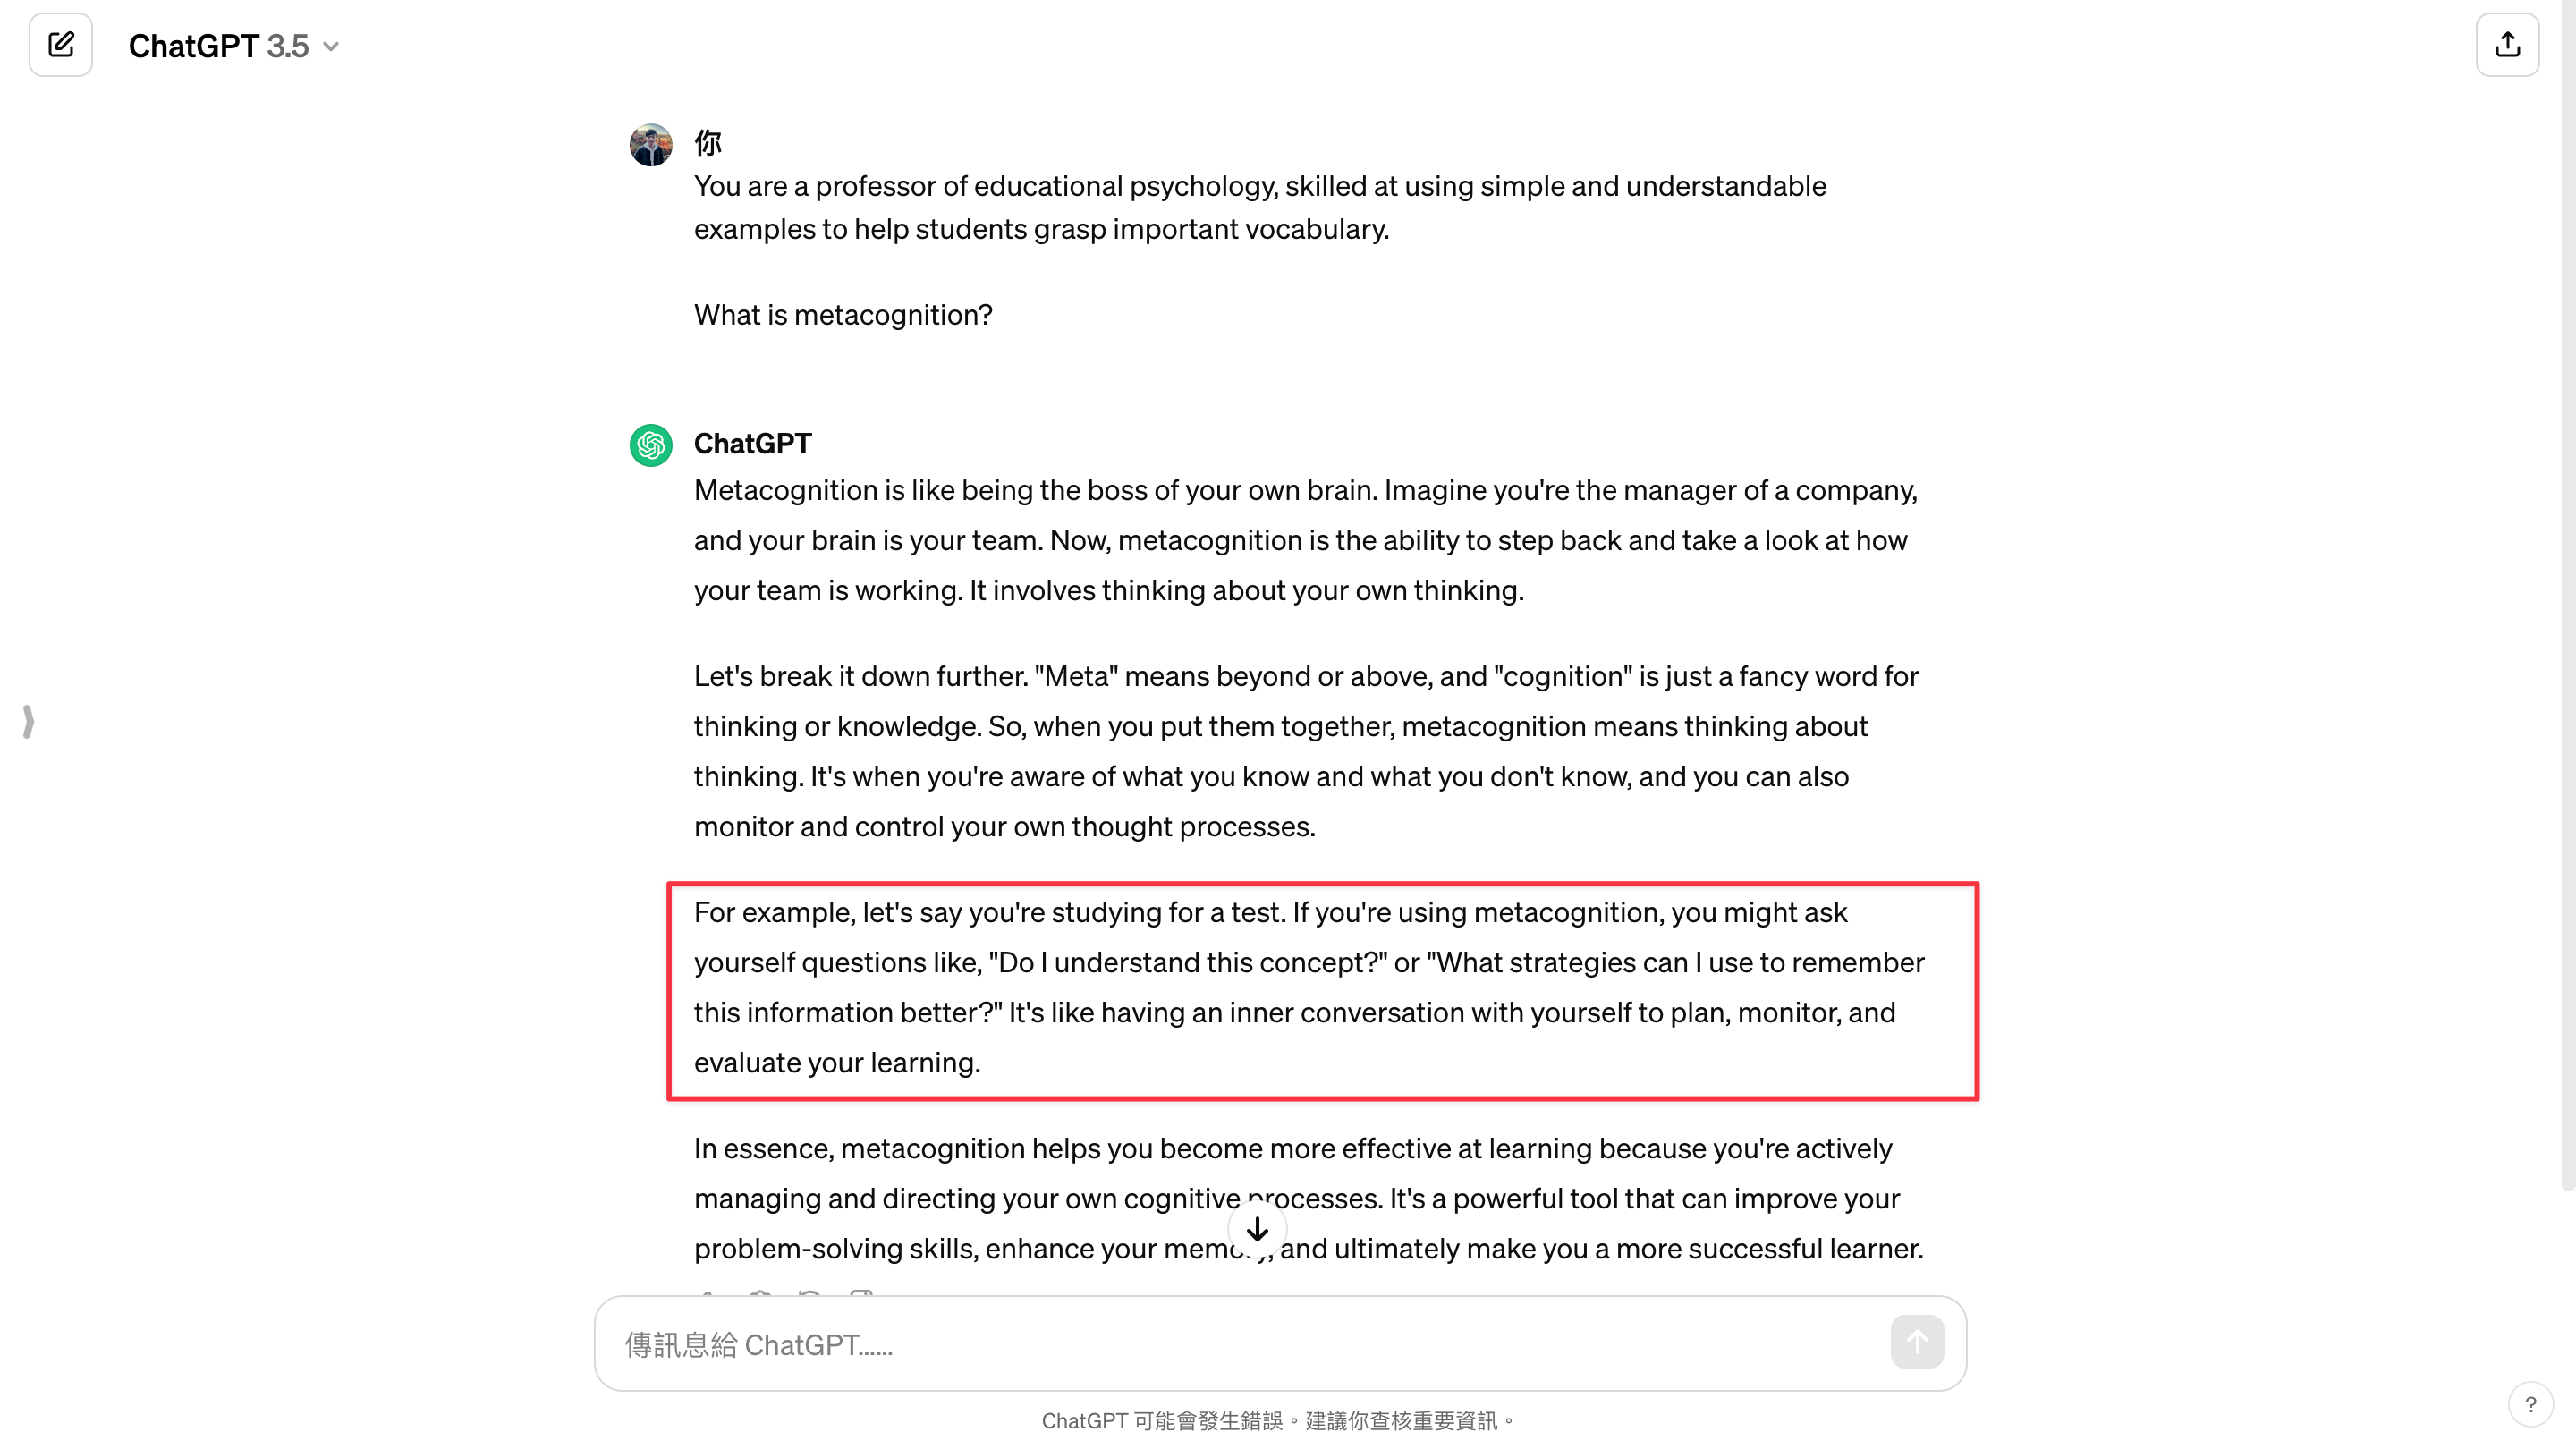 ChatGPT 3.5
你
You are a professor of educational psychology, skilled at using simple and understandable
examples to help students grasp important vocabulary.
What is metacognition?
ChatGPT
Metacognition is like being the boss of your own brain. Imagine you're the manager of a company,
and your brain is your team. Now, metacognition is the ability to step back and take a look at how
your team is working. It involves thinking about your own thinking.
Let's break it down further. "Meta" means beyond or above, and "cognition" is just a fancy word for
thinking or knowledge. So, when you put them together, metacognition means thinking about
thinking. It's when you're aware of what you know and what you don't know, and you can also
monitor and control your own thought processes.
For example, let's say you're studying for a test. If you're using metacognition, you might ask
yourself questions like, "Do I understand this concept?" or "What strategies can I use to remember
this information better?" It's like having an inner conversation with yourself to plan, monitor, and
evaluate your learning.
In essence, metacognition helps you become more effective at learning because you're actively
managing and directing your own cognitive processes. It's a powerful tool that can improve your
problem-solving skills, enhance your memory, and ultimately make you a more successful learner.
傳訊息給 ChatGPT......
ChatGPT 可能會發生錯誤。建議你查核重要資訊。
?